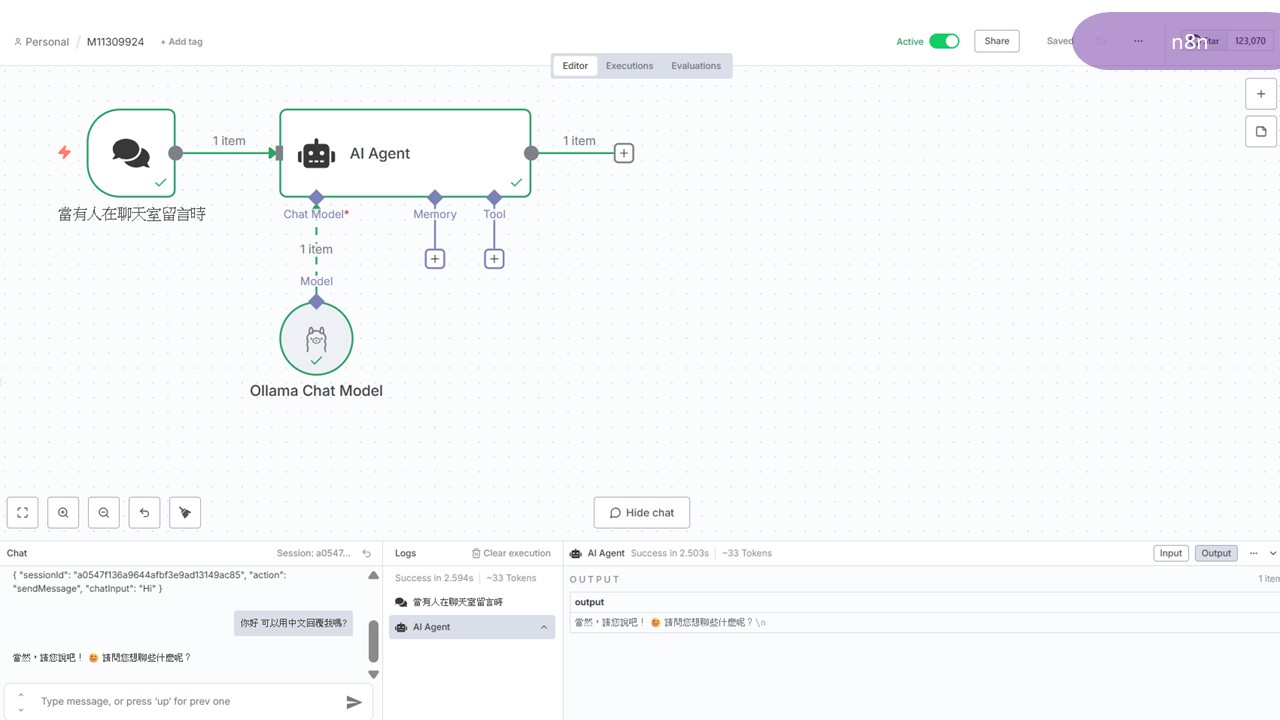 Personal / M11309924 + Add tag
Active Share Saved ... n8n 123,070
Editor Executions Evaluations
1 item
AI Agent
1 item
當有人在聊天室留言時
Chat Model* Memory Tool
1 item
Model
Ollama Chat Model
Hide chat
Chat Session: a0547...
{ "sessionId": "a0547f136a9644afbf3e9ad13149ac85", "action":
"sendMessage", "chatInput": "Hi" }
你好 可以用中文回覆我嗎?
當然，請您說吧！ 😊 請問您想聊些什麼呢？
Type message, or press 'up' for prev one
Logs Clear execution
Success in 2.594s ~33 Tokens
當有人在聊天室留言時
AI Agent
AI Agent Success in 2.503s ~33 Tokens Input Output ...
OUTPUT 1 item
output
當然，請您說吧！ 😊 請問您想聊些什麼呢？\n